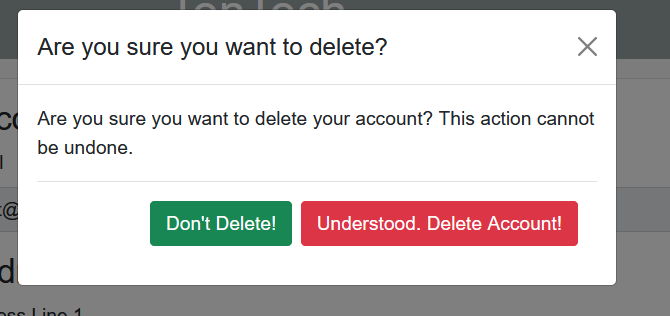 Are you sure you want to delete?
Are you sure you want to delete your account? This action cannot
be undone.
Don't Delete!
Understood. Delete Account!